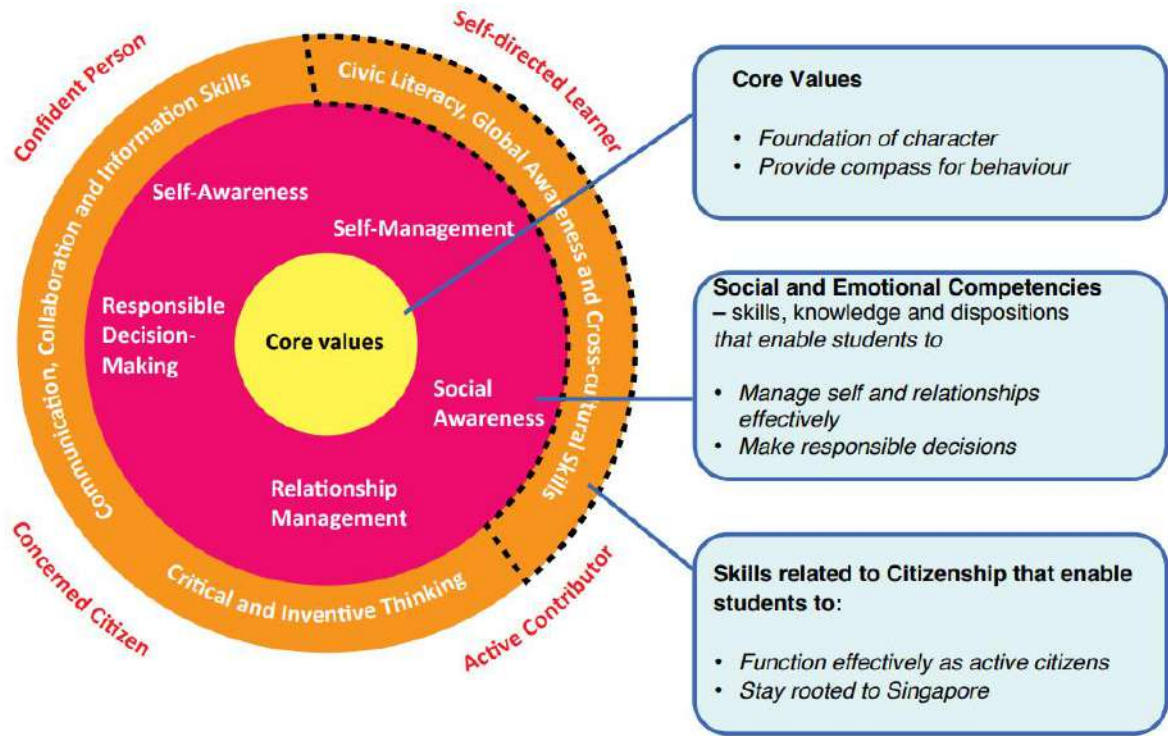 Confident Person
Self-directed Learner
Communication, Collaboration and Information Skills
Civic Literacy, Global Awareness and Cross-cultural Skills
Self-Awareness
Self-Management
Responsible
Decision-
Making
Core values
Social
Awareness
Relationship
Management
Critical and Inventive Thinking
Concerned Citizen
Active Contributor
Core Values
• Foundation of character
• Provide compass for behaviour
Social and Emotional Competencies
– skills, knowledge and dispositions
that enable students to
• Manage self and relationships
effectively
• Make responsible decisions
Skills related to Citizenship that enable
students to:
• Function effectively as active citizens
• Stay rooted to Singapore